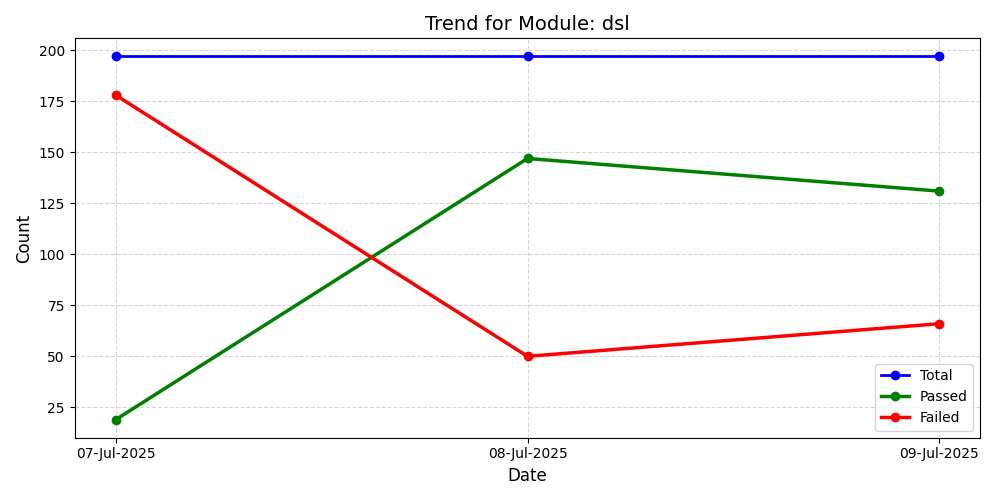 Trend for Module: dsl
Count
200
175
150
125
100
75
50
25
Total
Passed
Failed
07-Jul-2025
08-Jul-2025
09-Jul-2025
Date